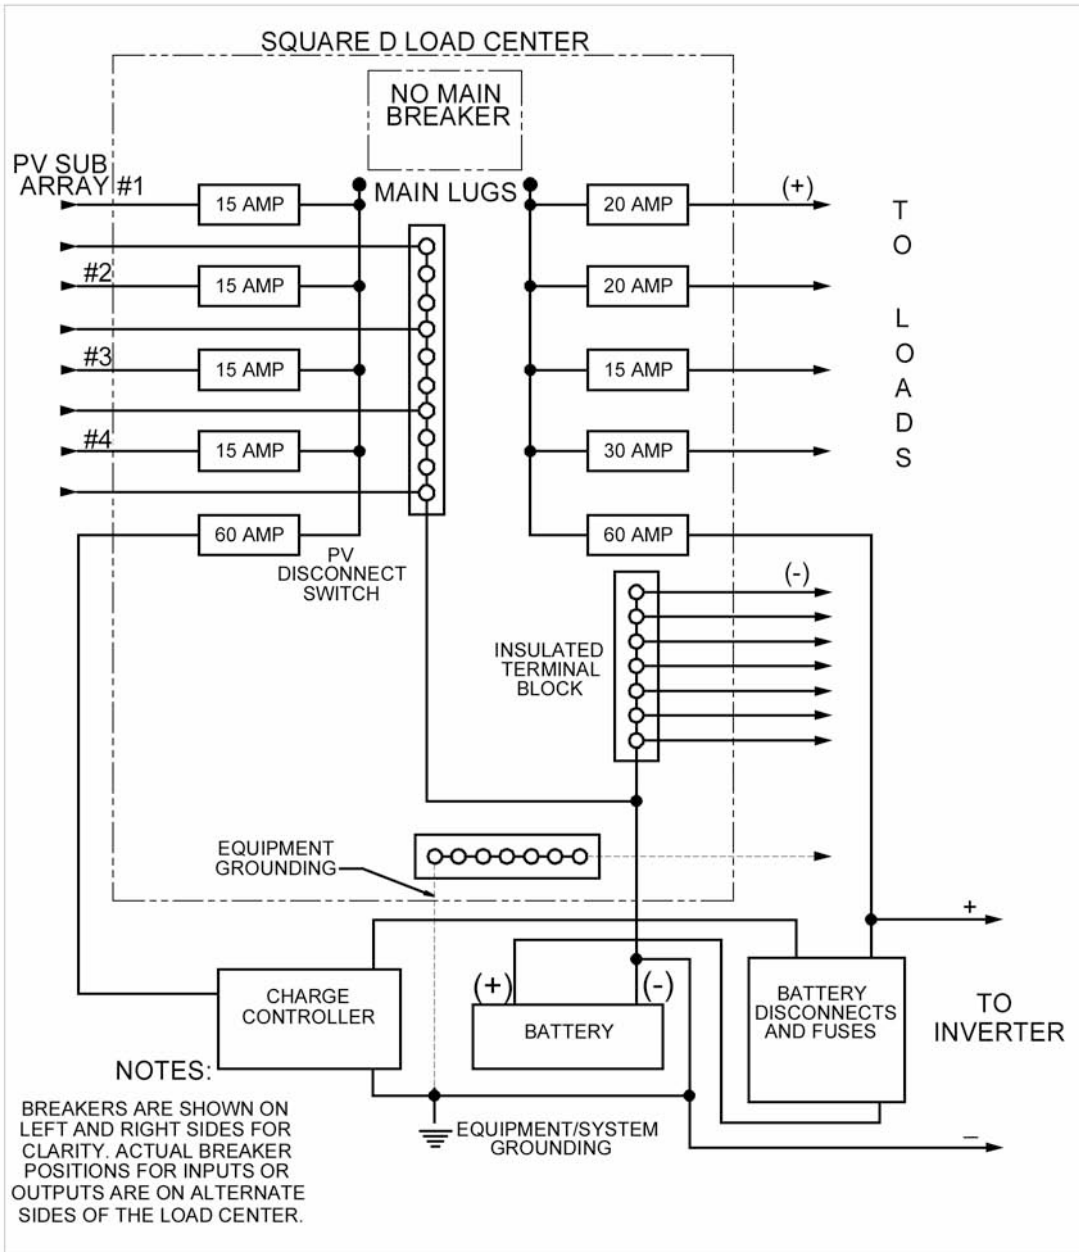 SQUARE D LOAD CENTER
NO MAIN
BREAKER
PV SUB
ARRAY #1
MAIN LUGS
15 AMP
20 AMP
(+)
#2
15 AMP
20 AMP
#3
15 AMP
15 AMP
#4
15 AMP
30 AMP
T
O
L
O
A
D
S
60 AMP
60 AMP
PV
DISCONNECT
SWITCH
(-)
INSULATED
TERMINAL
BLOCK
EQUIPMENT
GROUNDING
+
CHARGE
CONTROLLER
(+)
(-)
BATTERY
BATTERY
DISCONNECTS
AND FUSES
TO
INVERTER
NOTES:
BREAKERS ARE SHOWN ON
LEFT AND RIGHT SIDES FOR
CLARITY. ACTUAL BREAKER
POSITIONS FOR INPUTS OR
OUTPUTS ARE ON ALTERNATE
SIDES OF THE LOAD CENTER.
EQUIPMENT/SYSTEM
GROUNDING
–